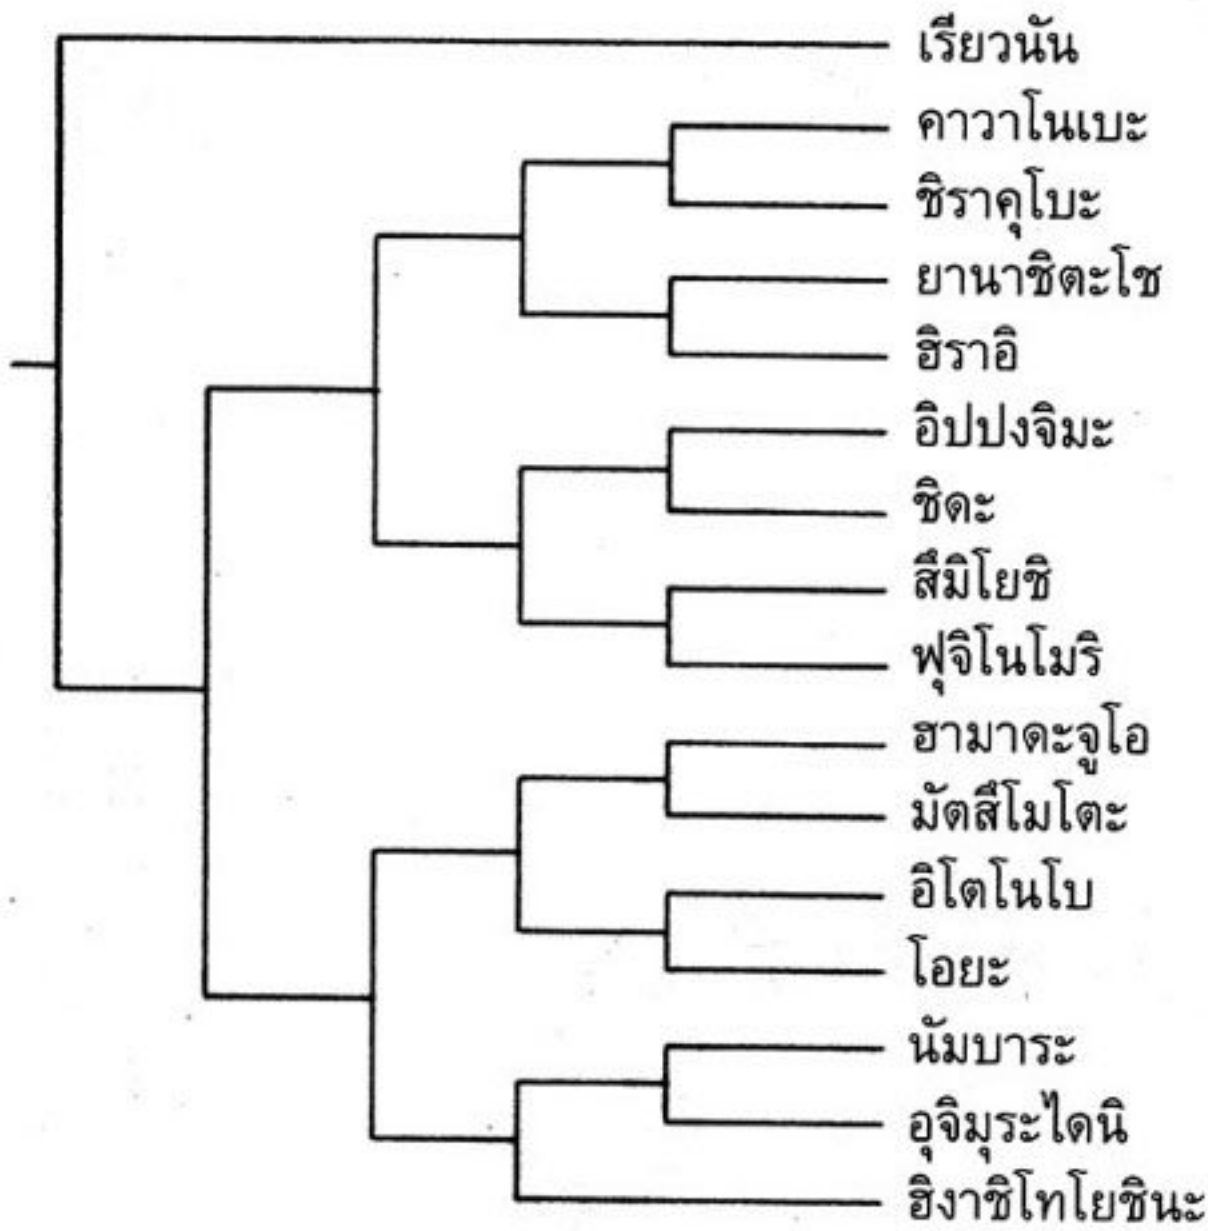 เรียวนัน
คาวาโนเบะ
ชิราคุโบะ
ยานาชิตะโช
ฮิราอิ
อิปปงจิมะ
ชิดะ
สึมิโยชิ
ฟุจิโนโมริ
ฮามาดะจูโอ
มัตสึโมโตะ
อิโตโนโบ
โอยะ
นัมบาระ
อุจิมุระไดนิ
ฮิงาชิโทโยชินะ